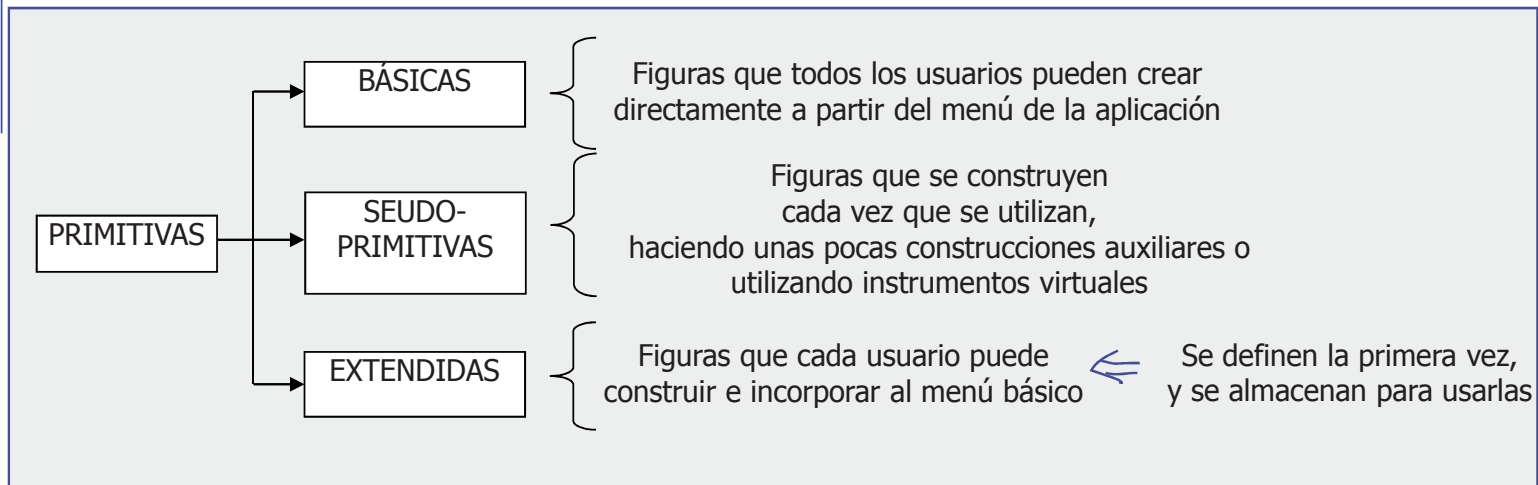 PRIMITIVAS
BÁSICAS
Figuras que todos los usuarios pueden crear
directamente a partir del menú de la aplicación
SEUDO-
PRIMITIVAS
Figuras que se construyen
cada vez que se utilizan,
haciendo unas pocas construcciones auxiliares o
utilizando instrumentos virtuales
EXTENDIDAS
Figuras que cada usuario puede
construir e incorporar al menú básico
Se definen la primera vez,
y se almacenan para usarlas